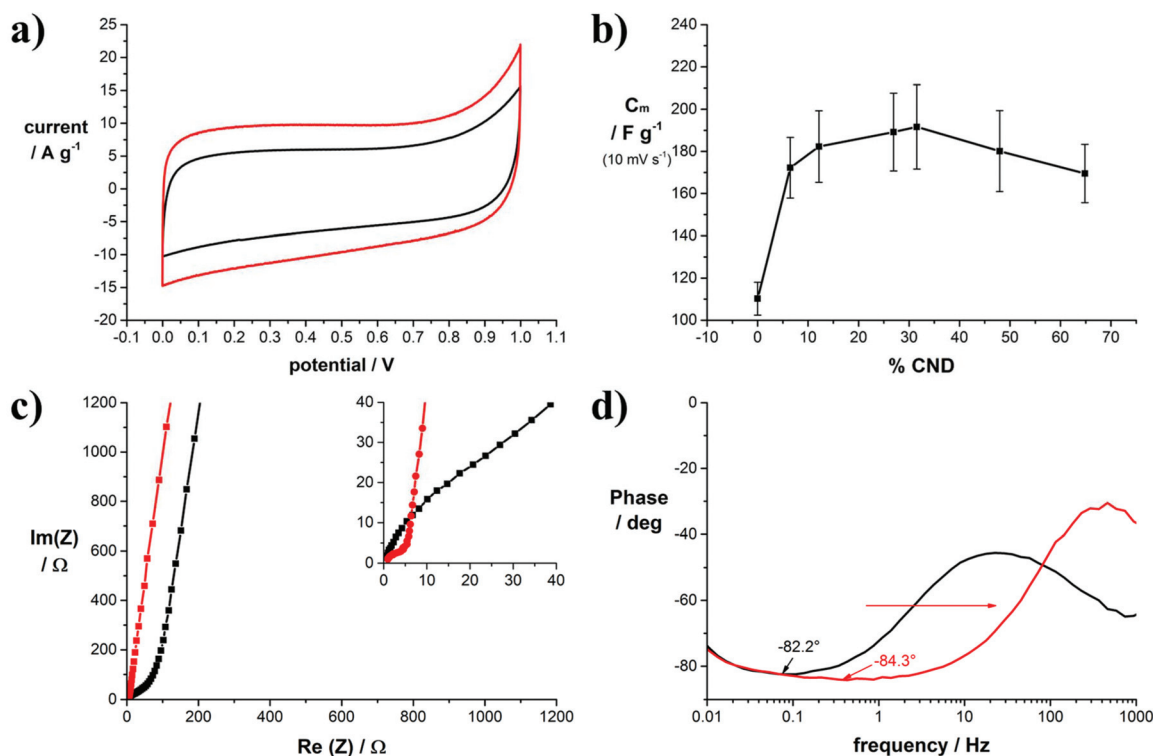 a)
current
/ A g⁻¹
25
20
15
10
5
0
-5
-10
-15
-20
-0.1 0.0 0.1 0.2 0.3 0.4 0.5 0.6 0.7 0.8 0.9 1.0 1.1
potential / V
b)
Cm
/ F g⁻¹
(10 mV s⁻¹)
240
220
200
180
160
140
120
100
-10 0 10 20 30 40 50 60 70
% CND
c)
Im(Z)
/ Ω
1200
1000
800
600
400
200
0
0 200 400 600 800 1000 1200
Re (Z) / Ω
40
30
20
10
0
0 10 20 30 40
d)
Phase
/ deg
0
-20
-40
-60
-80
-82.2°
-84.3°
0.01 0.1 1 10 100 1000
frequency / Hz